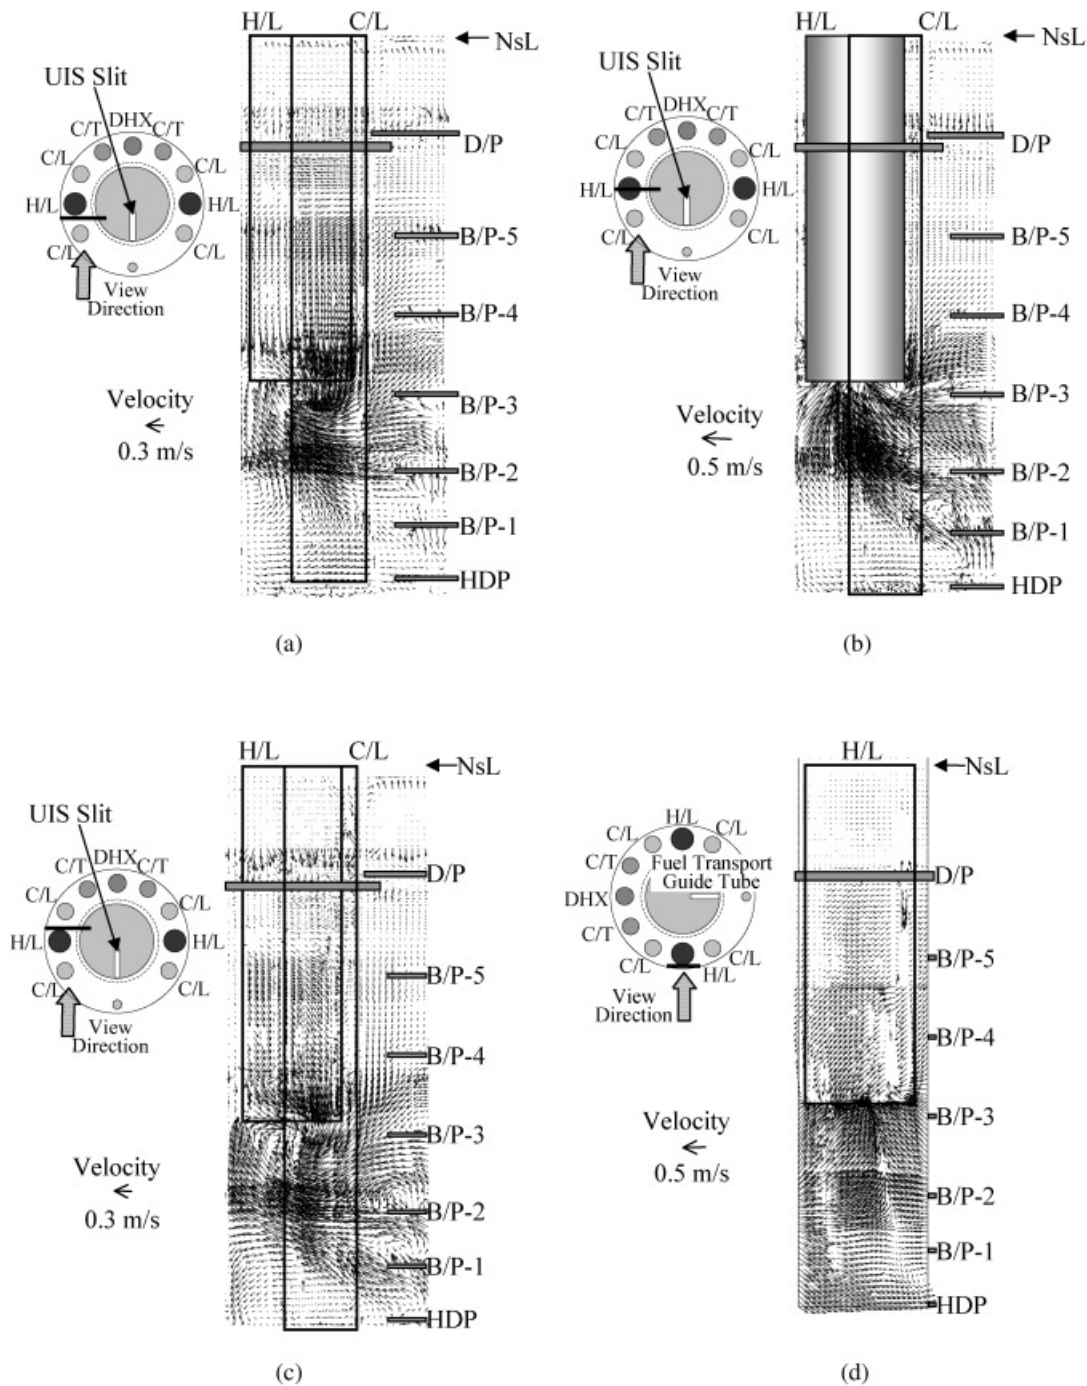 H/L C/L
NsL
UIS Slit
DHX
C/T C/T
D/P
C/L C/L
H/L H/L
B/P-5
C/L C/L
View
Direction
B/P-4
Velocity
B/P-3
0.3 m/s
B/P-2
B/P-1
HDP
(a)
H/L C/L
NsL
UIS Slit
DHX
C/T C/T
D/P
C/L C/L
H/L H/L
B/P-5
C/L C/L
View
Direction
B/P-4
Velocity
B/P-3
0.5 m/s
B/P-2
B/P-1
HDP
(b)
H/L C/L
NsL
UIS Slit
DHX
C/T C/T
D/P
C/L C/L
H/L H/L
B/P-5
C/L C/L
View
Direction
B/P-4
B/P-3
Velocity
0.3 m/s
B/P-2
B/P-1
HDP
(c)
H/L
NsL
H/L
C/L C/L
C/T
Fuel Transport
Guide Tube
D/P
DHX
C/T
B/P-5
C/L C/L
H/L
View
Direction
B/P-4
Velocity
B/P-3
0.5 m/s
B/P-2
B/P-1
HDP
(d)